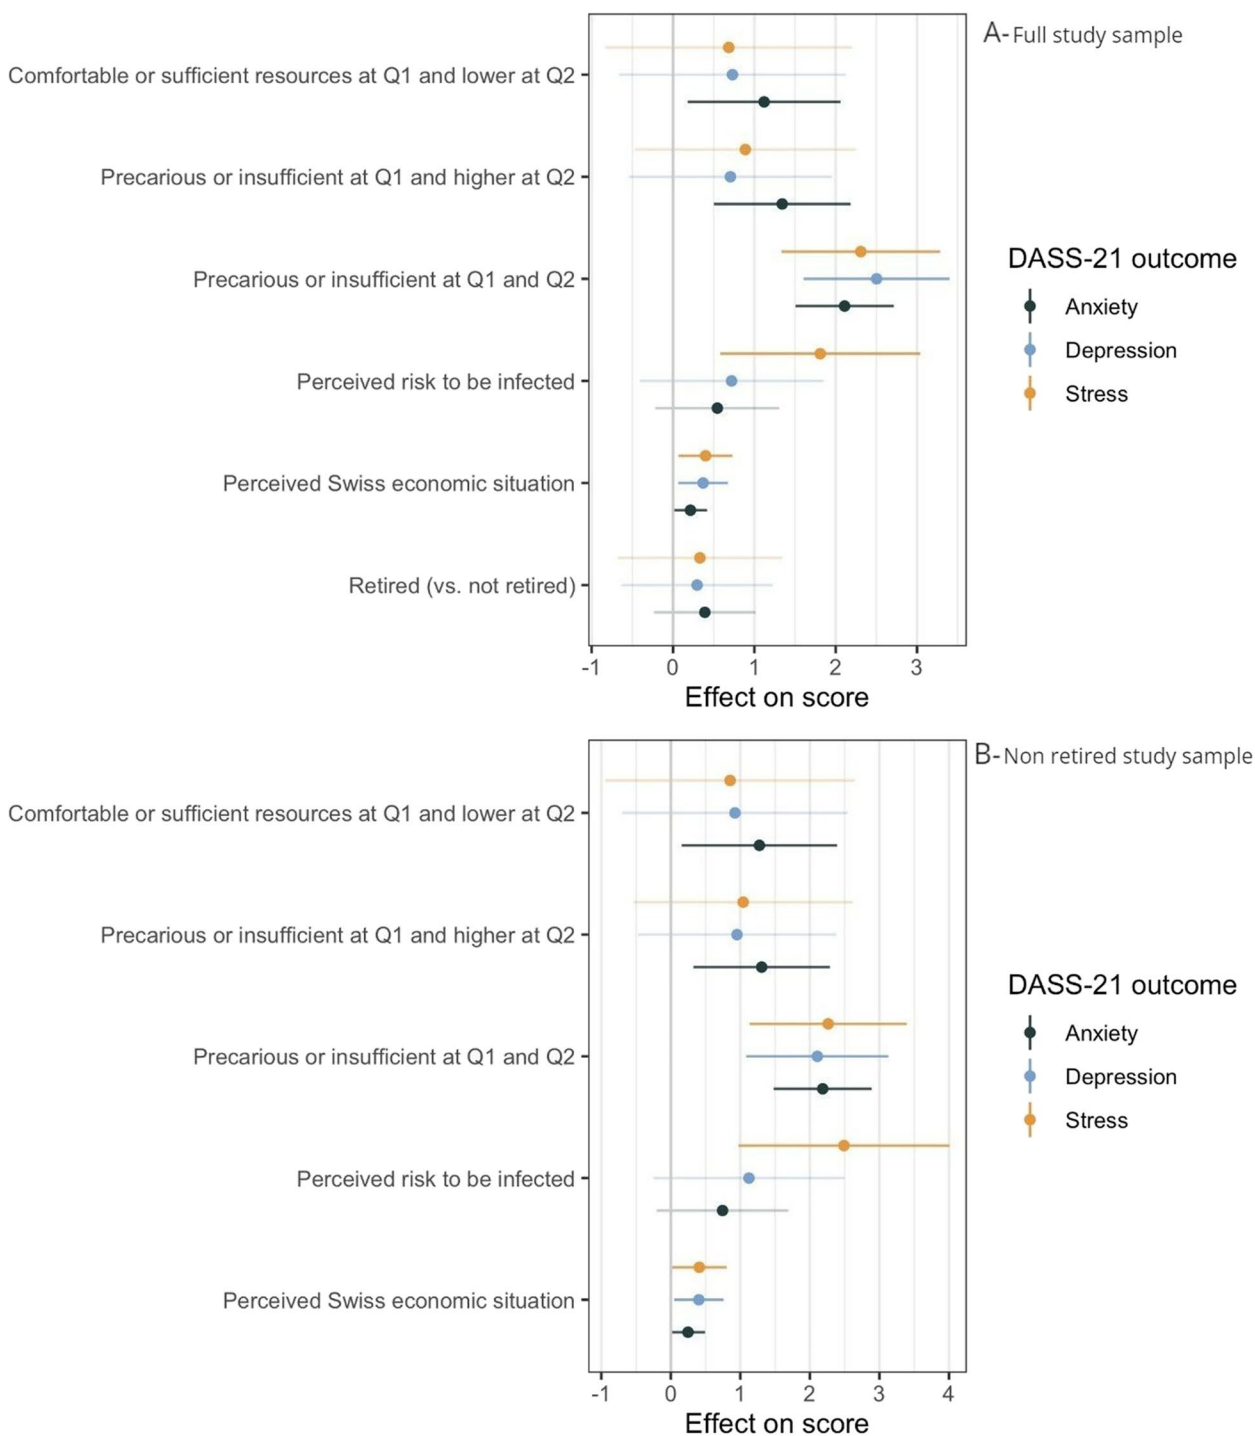 A-Full study sample
Comfortable or sufficient resources at Q1 and lower at Q2
Precarious or insufficient at Q1 and higher at Q2
Precarious or insufficient at Q1 and Q2
Perceived risk to be infected
Perceived Swiss economic situation
Retired (vs. not retired)
-1 0 1 2 3
Effect on score
DASS-21 outcome
Anxiety
Depression
Stress
B-Non retired study sample
Comfortable or sufficient resources at Q1 and lower at Q2
Precarious or insufficient at Q1 and higher at Q2
Precarious or insufficient at Q1 and Q2
Perceived risk to be infected
Perceived Swiss economic situation
-1 0 1 2 3 4
Effect on score
DASS-21 outcome
Anxiety
Depression
Stress